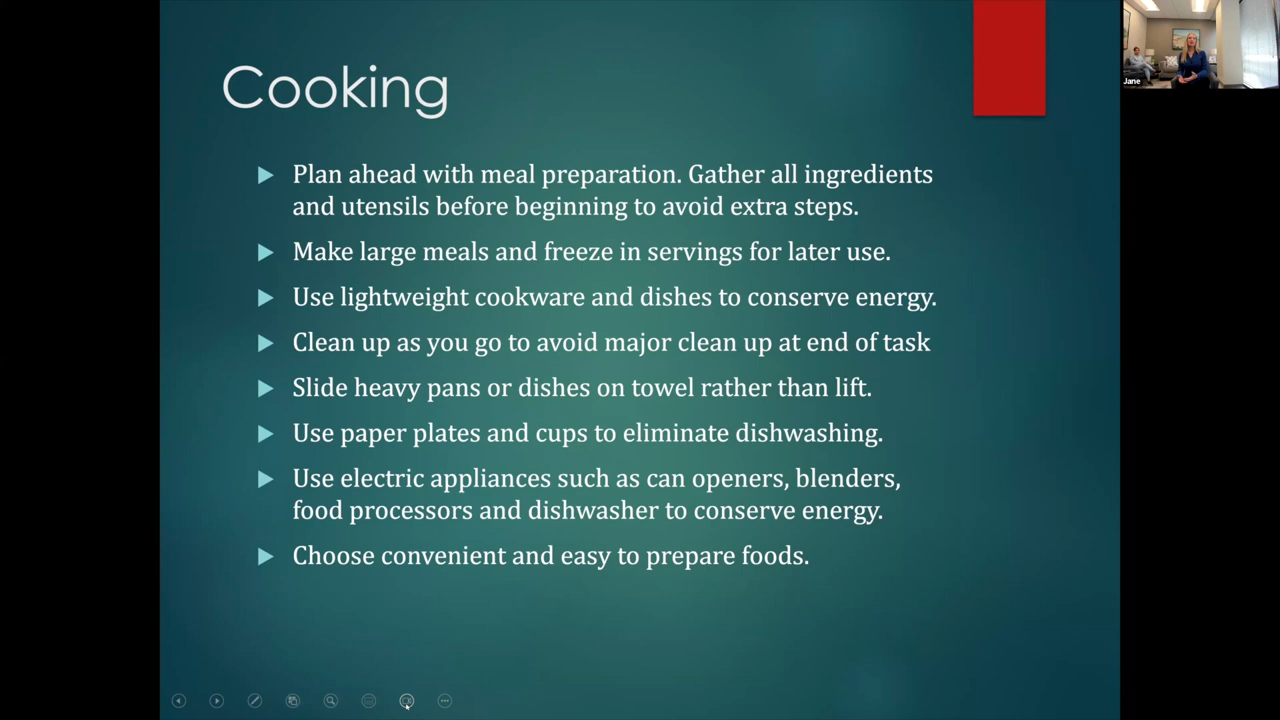 Cooking
Plan ahead with meal preparation. Gather all ingredients
and utensils before beginning to avoid extra steps.
Make large meals and freeze in servings for later use.
Use lightweight cookware and dishes to conserve energy.
Clean up as you go to avoid major clean up at end of task
Slide heavy pans or dishes on towel rather than lift.
Use paper plates and cups to eliminate dishwashing.
Use electric appliances such as can openers, blenders,
food processors and dishwasher to conserve energy.
Choose convenient and easy to prepare foods.
Jane